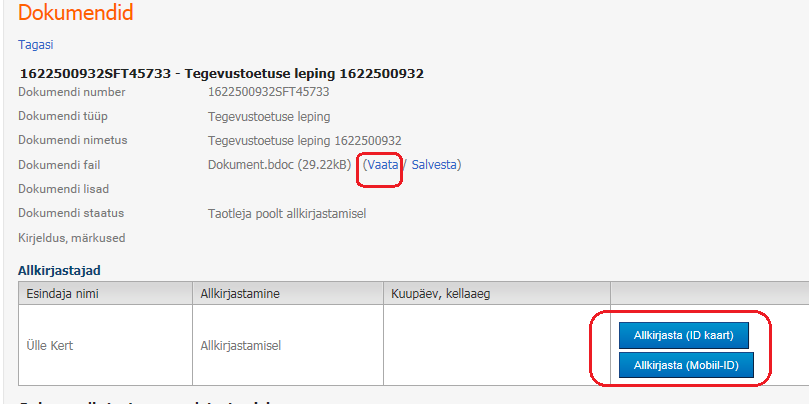 Dokumendid
Tagasi
1622500932SFT45733 - Tegevustoetuse leping 1622500932
Dokumendi number 1622500932SFT45733
Dokumendi tüüp Tegevustoetuse leping
Dokumendi nimetus Tegevustoetuse leping 1622500932
Dokumendi fail Dokument.bdoc (29.22kB) (Vaata / Salvesta)
Dokumendi lisad
Dokumendi staatus Taotleja poolt allkirjastamisel
Kirjeldus, märkused
Allkirjastajad
Esindaja nimi Allkirjastamine Kuupäev, kellaaeg
Ülle Kert Allkirjastamisel
Allkirjasta (ID kaart)
Allkirjasta (Mobiil-ID)